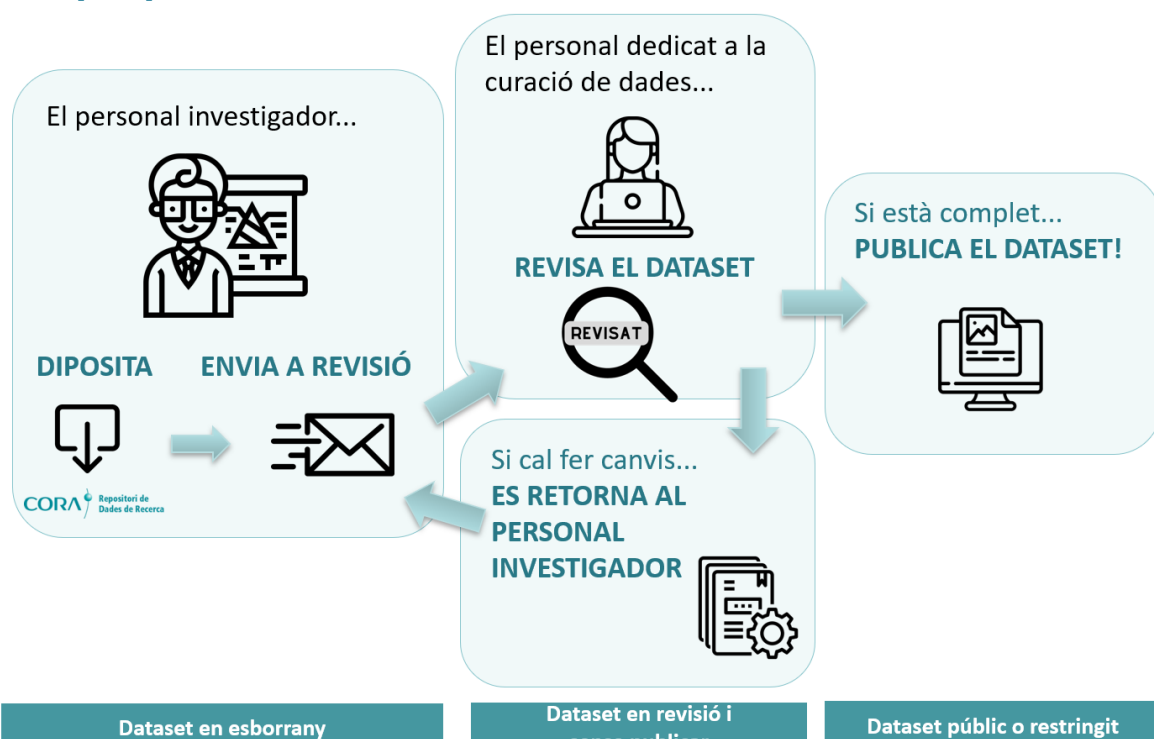 El personal investigador...
DIPOSITA
ENVIA A REVISIÓ
CORA
Repositori de
Dades de Recerca
El personal dedicat a la
curació de dades...
REVISA EL DATASET
REVISAT
Si cal fer canvis...
ES RETORNA AL
PERSONAL
INVESTIGADOR
Si està complet...
PUBLICA EL DATASET!
Dataset en esborrany
Dataset en revisió i
Dataset públic o restringit